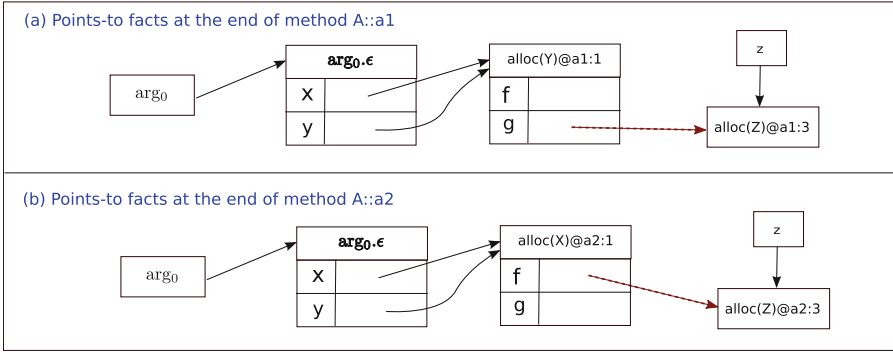 (a) Points-to facts at the end of method A::a1
arg₀.ϵ
alloc(Y)@a1:1
z
arg₀
x
f
y
g
alloc(Z)@a1:3
(b) Points-to facts at the end of method A::a2
arg₀.ϵ
alloc(X)@a2:1
z
arg₀
x
f
y
g
alloc(Z)@a2:3